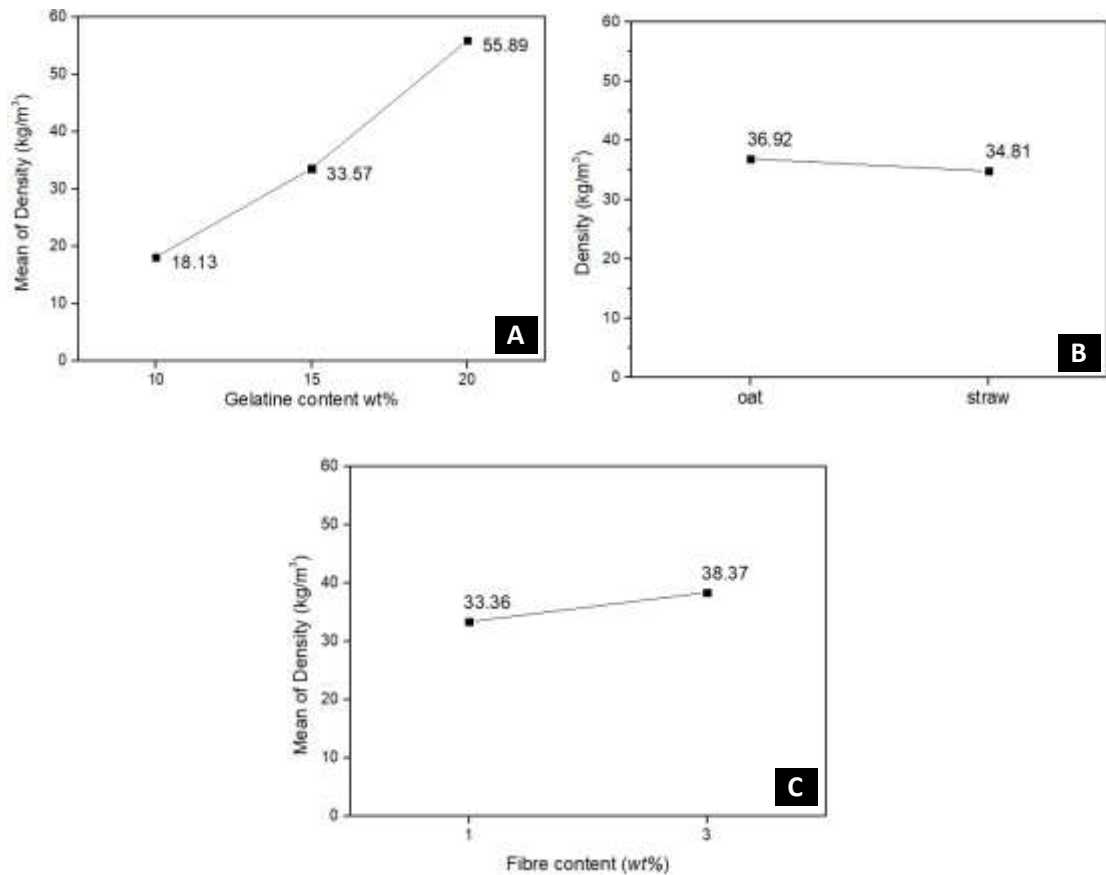 Mean of Density (kg/m³)
60
50
40
30
20
10
0
55.89
33.57
18.13
A
10 15 20
Gelatine content wt%
Density (kg/m³)
60
50
40
30
20
10
0
36.92
34.81
B
oat straw
Mean of Density (kg/m³)
60
50
40
30
20
10
0
33.36
38.37
C
1 3
Fibre content (wt%)